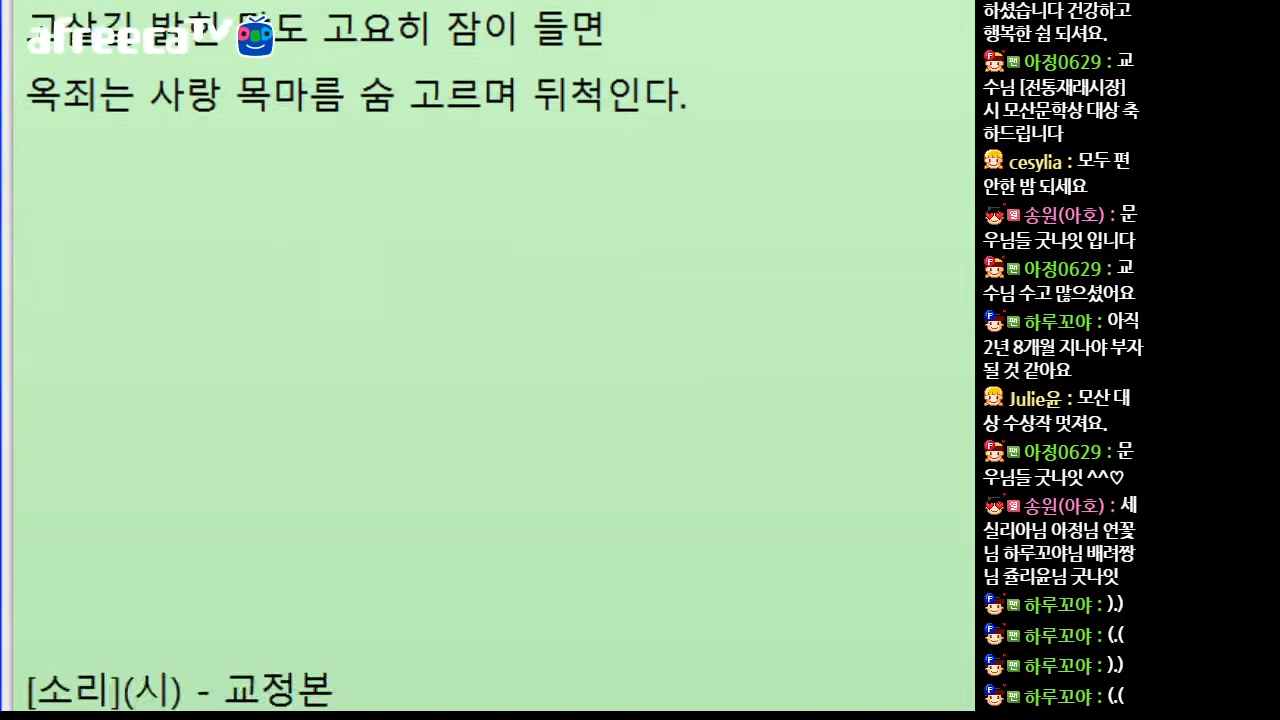 고샅길 밝힌 달도 고요히 잠이 들면
afreecaTV
옥죄는 사랑 목마름 숨 고르며 뒤척인다.
[소리](시) - 교정본
하셨습니다 건강하고
행복한 쉼 되셔요.
아정0629 : 교
수님 [전통재래시장]
시 모산문학상 대상 축
하드립니다
cesylia : 모두 편
안한 밤 되세요
송원(아호) : 문
우님들 굿나잇 입니다
아정0629 : 교
수님 수고 많으셨어요
하루꼬야 : 아직
2년 8개월 지나야 부자
될 것 같아요
Julie윤 : 모산 대
상 수상작 멋져요.
아정0629 : 문
우님들 굿나잇 ^^♡
송원(아호) : 세
실리아님 아정님 연꽃
님 하루꼬야님 배려짱
님 쥴리윤님 굿나잇
하루꼬야 : ).)
하루꼬야 : (.(
하루꼬야 : ).)
하루꼬야 : (.(